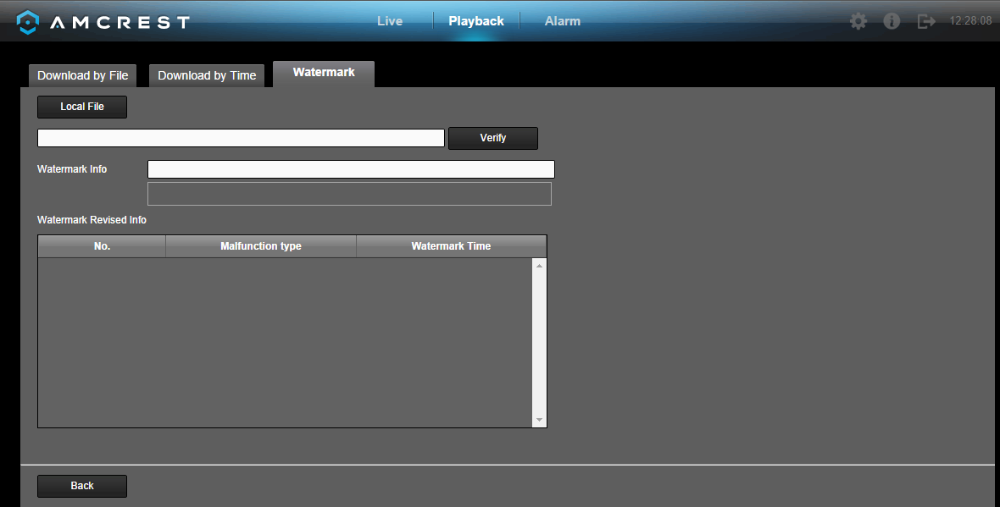 AMCREST Live Playback Alarm 12:28:08
Download by File Download by Time Watermark
Local File
Verify
Watermark Info
Watermark Revised Info
No. Malfunction type Watermark Time
Back